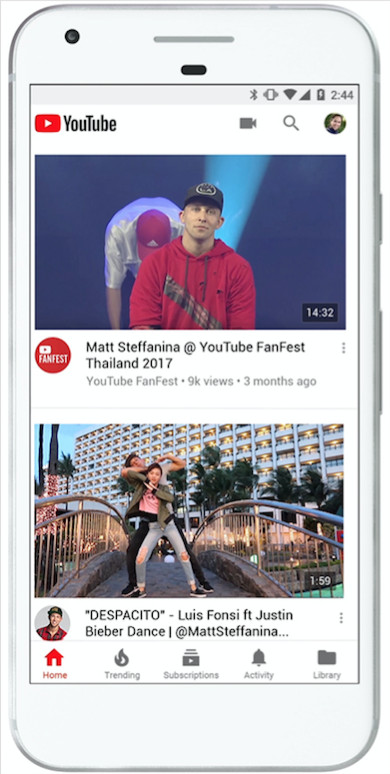 2:44
YouTube
14:32
FANFEST
Matt Steffanina @ YouTube FanFest
Thailand 2017
YouTube FanFest • 9k views • 3 months ago
1:59
"DESPACITO" - Luis Fonsi ft Justin
Bieber Dance | @MattSteffanina...
Home
Trending
Subscriptions
Activity
Library